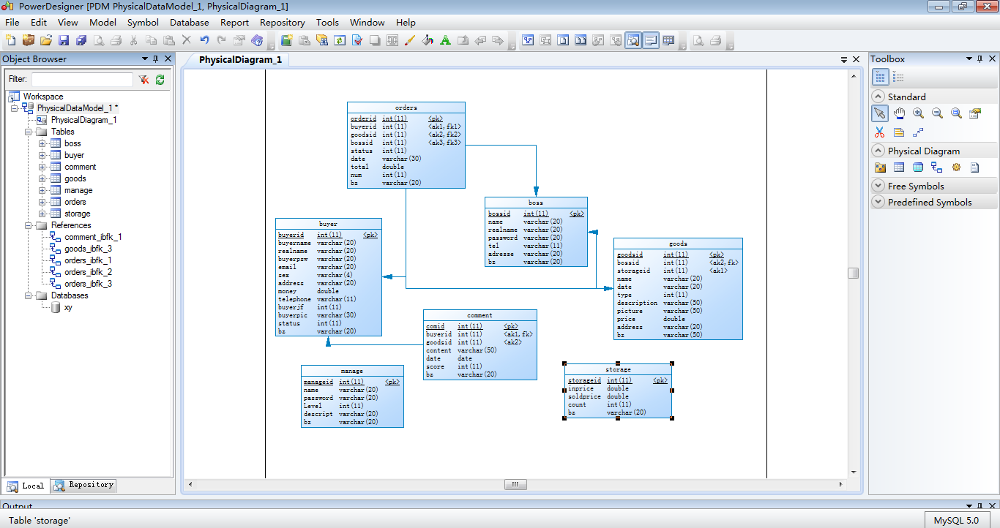 PowerDesigner [PDM PhysicalDataModel_1, PhysicalDiagram_1]
File Edit View Model Symbol Database Report Repository Tools Window Help
Object Browser
Filter:
Workspace
PhysicalDataModel_1 *
PhysicalDiagram_1
Tables
boss
buyer
comment
goods
manage
orders
storage
References
comment_ibfk_1
goods_ibfk_3
orders_ibfk_1
orders_ibfk_2
orders_ibfk_3
Databases
xy
Local Repository
PhysicalDiagram_1
orders
orderid int(11) <pk>
buyerid int(11) <ak1,fk1>
goodsid int(11) <ak2,fk2>
bossid int(11) <ak3,fk3>
status int(11)
date varchar(30)
total double
num int(11)
bz varchar(20)
boss
bossid int(11) <pk>
name varchar(20)
realname varchar(20)
password varchar(20)
tel varchar(11)
adresse varchar(20)
bz varchar(20)
buyer
buyerid int(11) <pk>
buyername varchar(20)
realname varchar(20)
buyerpsw varchar(20)
email varchar(20)
sex varchar(4)
address varchar(20)
money double
telephone varchar(11)
buyerjf int(11)
buyerpic varchar(30)
status int(11)
bz varchar(20)
goods
goodsid int(11) <pk>
bossid int(11) <ak2,fk>
storageid int(11) <ak1>
name varchar(20)
date varchar(20)
type int(11)
description varchar(50)
picture varchar(50)
price double
address varchar(20)
bz varchar(50)
comment
comid int(11) <pk>
buyerid int(11) <ak1,fk>
goodsid int(11) <ak2>
content varchar(50)
date date
score int(11)
bz varchar(20)
manage
manageid int(11) <pk>
name varchar(20)
password varchar(20)
Level int(11)
descript varchar(20)
bz varchar(20)
storage
storageid int(11) <pk>
inprice double
soldprice double
count int(11)
bz varchar(20)
Toolbox
Standard
Physical Diagram
Free Symbols
Predefined Symbols
Output
Table 'storage'
MySQL 5.0